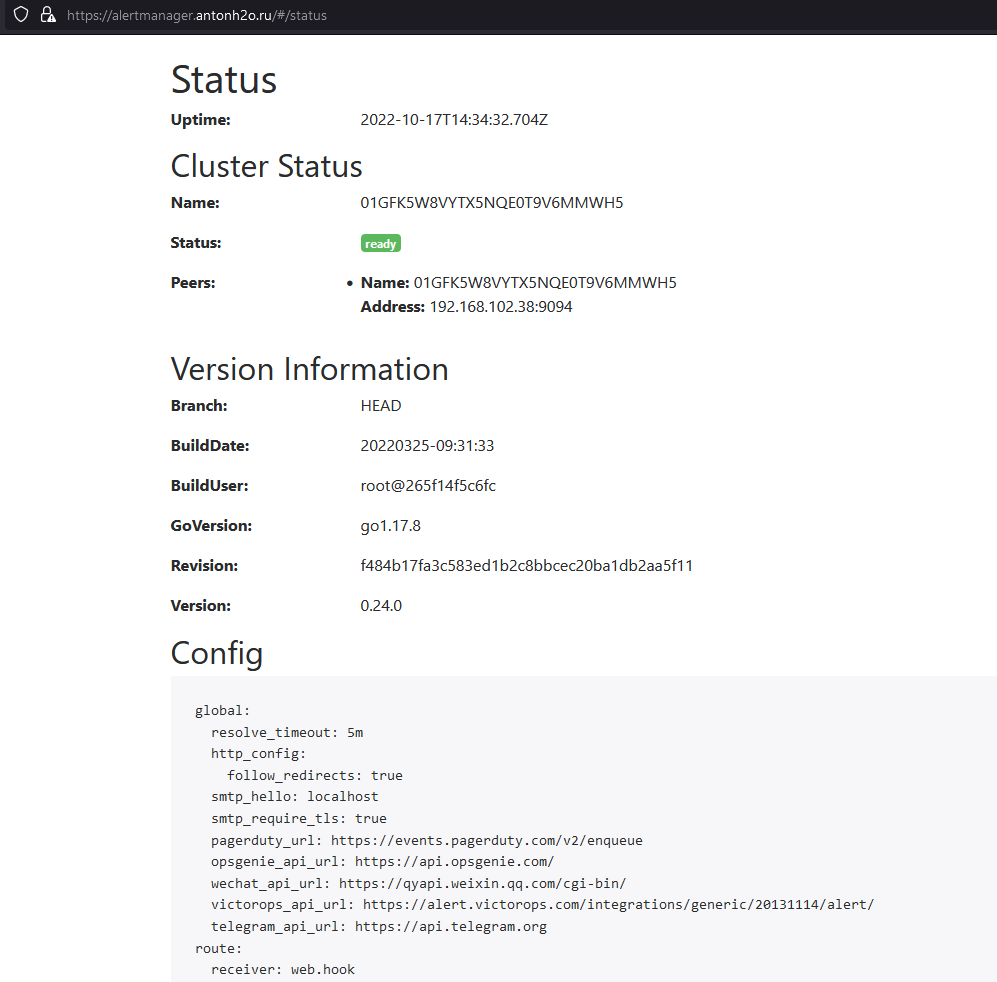 https://alertmanager.antonh2o.ru/#/status
Status
Uptime: 2022-10-17T14:34:32.704Z
Cluster Status
Name: 01GFK5W8VYTX5NQE0T9V6MMWH5
Status: ready
Peers: • Name: 01GFK5W8VYTX5NQE0T9V6MMWH5
Address: 192.168.102.38:9094
Version Information
Branch: HEAD
BuildDate: 20220325-09:31:33
BuildUser: root@265f14f5c6fc
GoVersion: go1.17.8
Revision: f484b17fa3c583ed1b2c8bbcec20ba1db2aa5f11
Version: 0.24.0
Config
global:
  resolve_timeout: 5m
  http_config:
    follow_redirects: true
  smtp_hello: localhost
  smtp_require_tls: true
  pagerduty_url: https://events.pagerduty.com/v2/enqueue
  opsgenie_api_url: https://api.opsgenie.com/
  wechat_api_url: https://qyapi.weixin.qq.com/cgi-bin/
  victorops_api_url: https://alert.victorops.com/integrations/generic/20131114/alert/
  telegram_api_url: https://api.telegram.org
route:
  receiver: web.hook